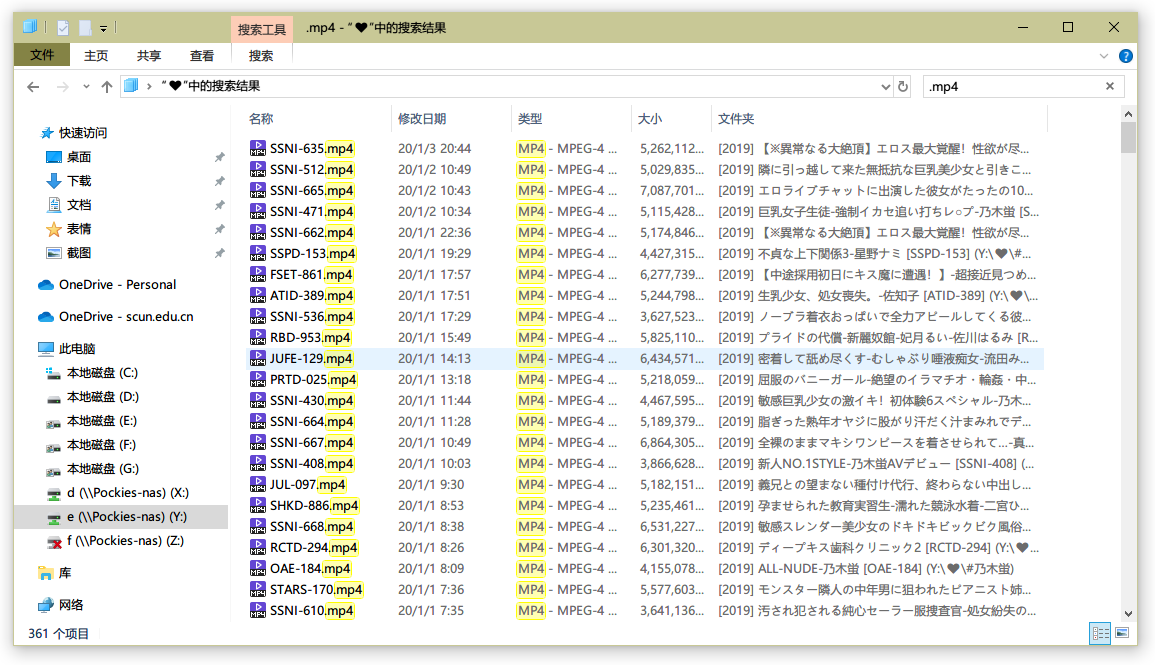 搜索工具 .mp4 - “ ❤”中的搜索结果
文件 主页 共享 查看 搜索
“ ❤”中的搜索结果 .mp4
名称 修改日期 类型 大小 文件夹
快速访问
桌面
下载
文档
表情
截图
OneDrive - Personal
OneDrive - scun.edu.cn
此电脑
本地磁盘 (C:)
本地磁盘 (D:)
本地磁盘 (E:)
本地磁盘 (F:)
本地磁盘 (G:)
d (\\Pockies-nas) (X:)
e (\\Pockies-nas) (Y:)
f (\\Pockies-nas) (Z:)
库
网络
SSNI-635.mp4 20/1/3 20:44 MP4 - MPEG-4 ... 5,262,112... [2019] 【※異常なる大絶頂】エロス最大覚醒！性欲が尽...
SSNI-512.mp4 20/1/2 10:49 MP4 - MPEG-4 ... 5,029,835... [2019] 隣に引っ越して来た無抵抗な巨乳美少女と引きこ...
SSNI-665.mp4 20/1/2 10:43 MP4 - MPEG-4 ... 7,087,701... [2019] エロライブチャットに出演した彼女がたったの10...
SSNI-471.mp4 20/1/2 10:34 MP4 - MPEG-4 ... 5,115,428... [2019] 巨乳女子生徒-強制イカセ追い打ちレ○プ-乃木蛍 [S...
SSNI-662.mp4 20/1/1 22:36 MP4 - MPEG-4 ... 5,174,846... [2019] 【※異常なる大絶頂】エロス最大覚醒！性欲が尽...
SSPD-153.mp4 20/1/1 19:29 MP4 - MPEG-4 ... 4,427,315... [2019] 不貞な上下関係3-星野ナミ [SSPD-153] (Y:\❤\#...
FSET-861.mp4 20/1/1 17:57 MP4 - MPEG-4 ... 6,277,739... [2019] 【中途採用初日にキス魔に遭遇！】-超接近見つめ...
ATID-389.mp4 20/1/1 17:51 MP4 - MPEG-4 ... 5,244,798... [2019] 生乳少女、処女喪失。-佐知子 [ATID-389] (Y:\❤\...
SSNI-536.mp4 20/1/1 17:29 MP4 - MPEG-4 ... 3,627,523... [2019] ノーブラ着衣おっぱいで全力アピールしてくる彼...
RBD-953.mp4 20/1/1 15:49 MP4 - MPEG-4 ... 5,825,110... [2019] プライドの代償-新麗奴館-妃月るい-佐川はるみ [R...
JUFE-129.mp4 20/1/1 14:13 MP4 - MPEG-4 ... 6,434,571... [2019] 密着して舐め尽くす-むしゃぶり唾液痴女-流田み...
PRTD-025.mp4 20/1/1 13:18 MP4 - MPEG-4 ... 5,218,059... [2019] 屈服のバニーガール-絶望のイラマチオ・輪姦・中...
SSNI-430.mp4 20/1/1 11:44 MP4 - MPEG-4 ... 4,467,595... [2019] 敏感巨乳少女の激イキ！初体験6スペシャル-乃木...
SSNI-664.mp4 20/1/1 11:28 MP4 - MPEG-4 ... 5,189,379... [2019] 脂ぎった熟年オヤジに股がり汗だく汁まみれでデ...
SSNI-667.mp4 20/1/1 10:49 MP4 - MPEG-4 ... 6,864,305... [2019] 全裸のままマキシワンピースを着させられて...-真...
SSNI-408.mp4 20/1/1 10:03 MP4 - MPEG-4 ... 3,866,628... [2019] 新人NO.1STYLE-乃木蛍AVデビュー [SSNI-408] (...
JUL-097.mp4 20/1/1 9:30 MP4 - MPEG-4 ... 5,182,151... [2019] 義兄との望まない種付け代行、終わらない中出し...
SHKD-886.mp4 20/1/1 8:53 MP4 - MPEG-4 ... 5,235,461... [2019] 孕ませられた教育実習生-濡れた競泳水着-二宮ひ...
SSNI-668.mp4 20/1/1 8:38 MP4 - MPEG-4 ... 6,531,227... [2019] 敏感スレンダー美少女のドキドキビックビク風俗...
RCTD-294.mp4 20/1/1 8:26 MP4 - MPEG-4 ... 6,301,320... [2019] ディープキス歯科クリニック2 [RCTD-294] (Y:\❤...
OAE-184.mp4 20/1/1 8:09 MP4 - MPEG-4 ... 4,155,078... [2019] ALL-NUDE-乃木蛍 [OAE-184] (Y:\❤\#乃木蛍)
STARS-170.mp4 20/1/1 7:36 MP4 - MPEG-4 ... 5,577,603... [2019] モンスター隣人の中年男に狙われたピアニスト姉...
SSNI-610.mp4 20/1/1 7:35 MP4 - MPEG-4 ... 3,641,136... [2019] 汚され犯される純心セーラー服捜査官-処女紛失の...
361 个项目